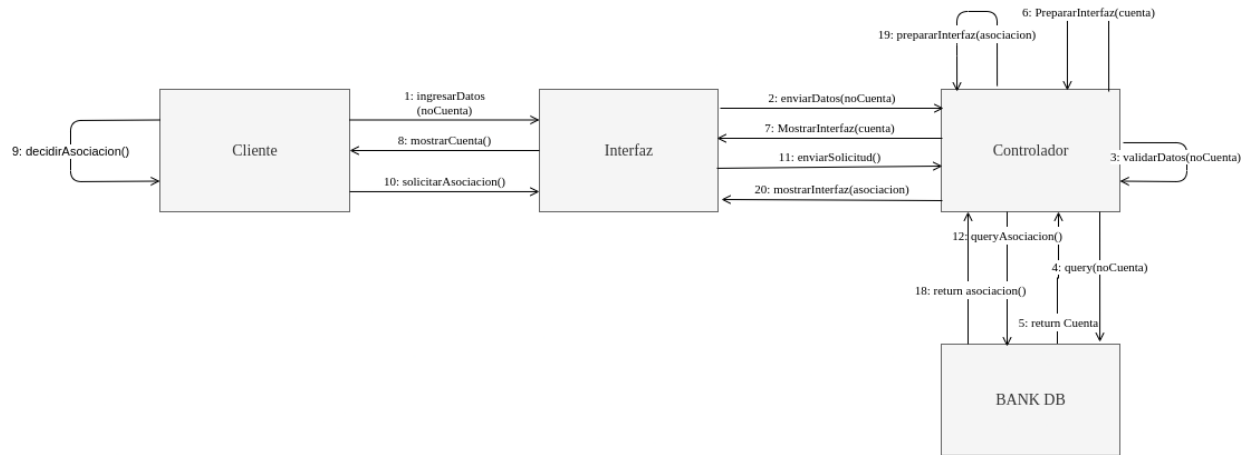 6: PrepararInterfaz(cuenta)
19: prepararInterfaz(asociacion)
1: ingresarDatos
(noCuenta)
2: enviarDatos(noCuenta)
7: MostrarInterfaz(cuenta)
8: mostrarCuenta()
9: decidirAsociacion()
Cliente
Interfaz
Controlador
11: enviarSolicitud()
3: validarDatos(noCuenta)
10: solicitarAsociacion()
20: mostrarInterfaz(asociacion)
12: queryAsociacion()
4: query(noCuenta)
18: return asociacion()
5: return Cuenta
BANK DB